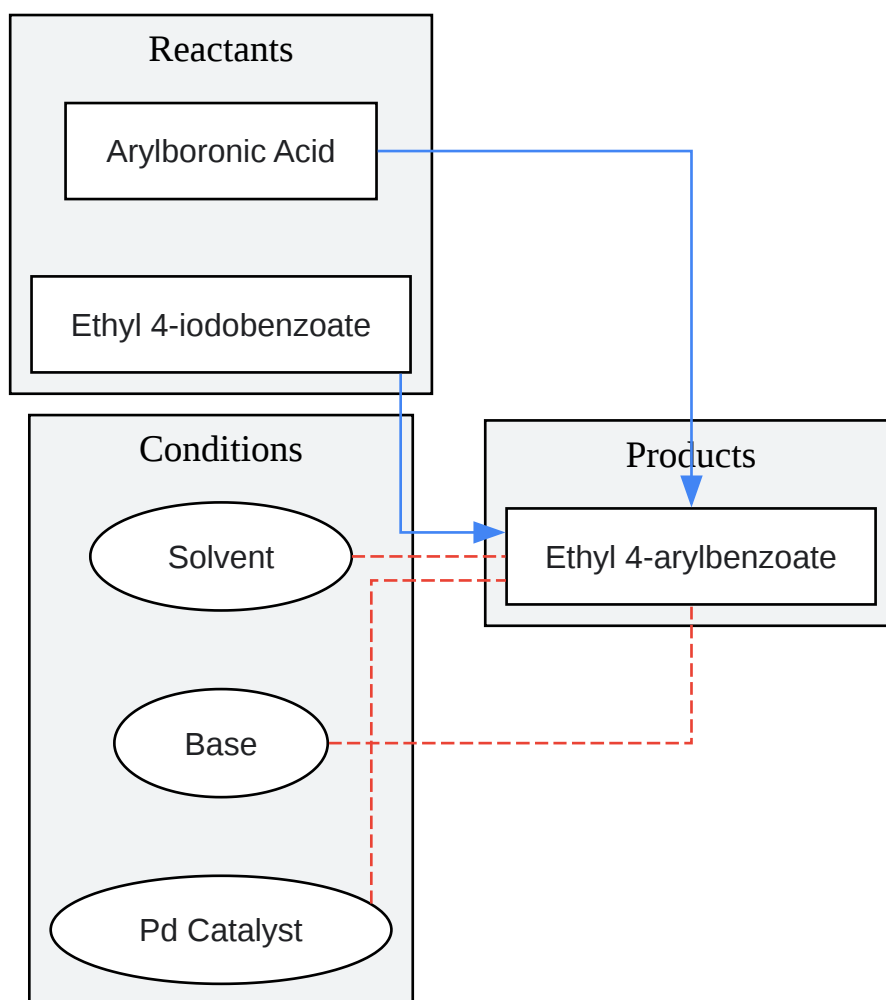 Reactants
Arylboronic Acid
Ethyl 4-iodobenzoate
Conditions
Solvent
Base
Pd Catalyst
Products
Ethyl 4-arylbenzoate